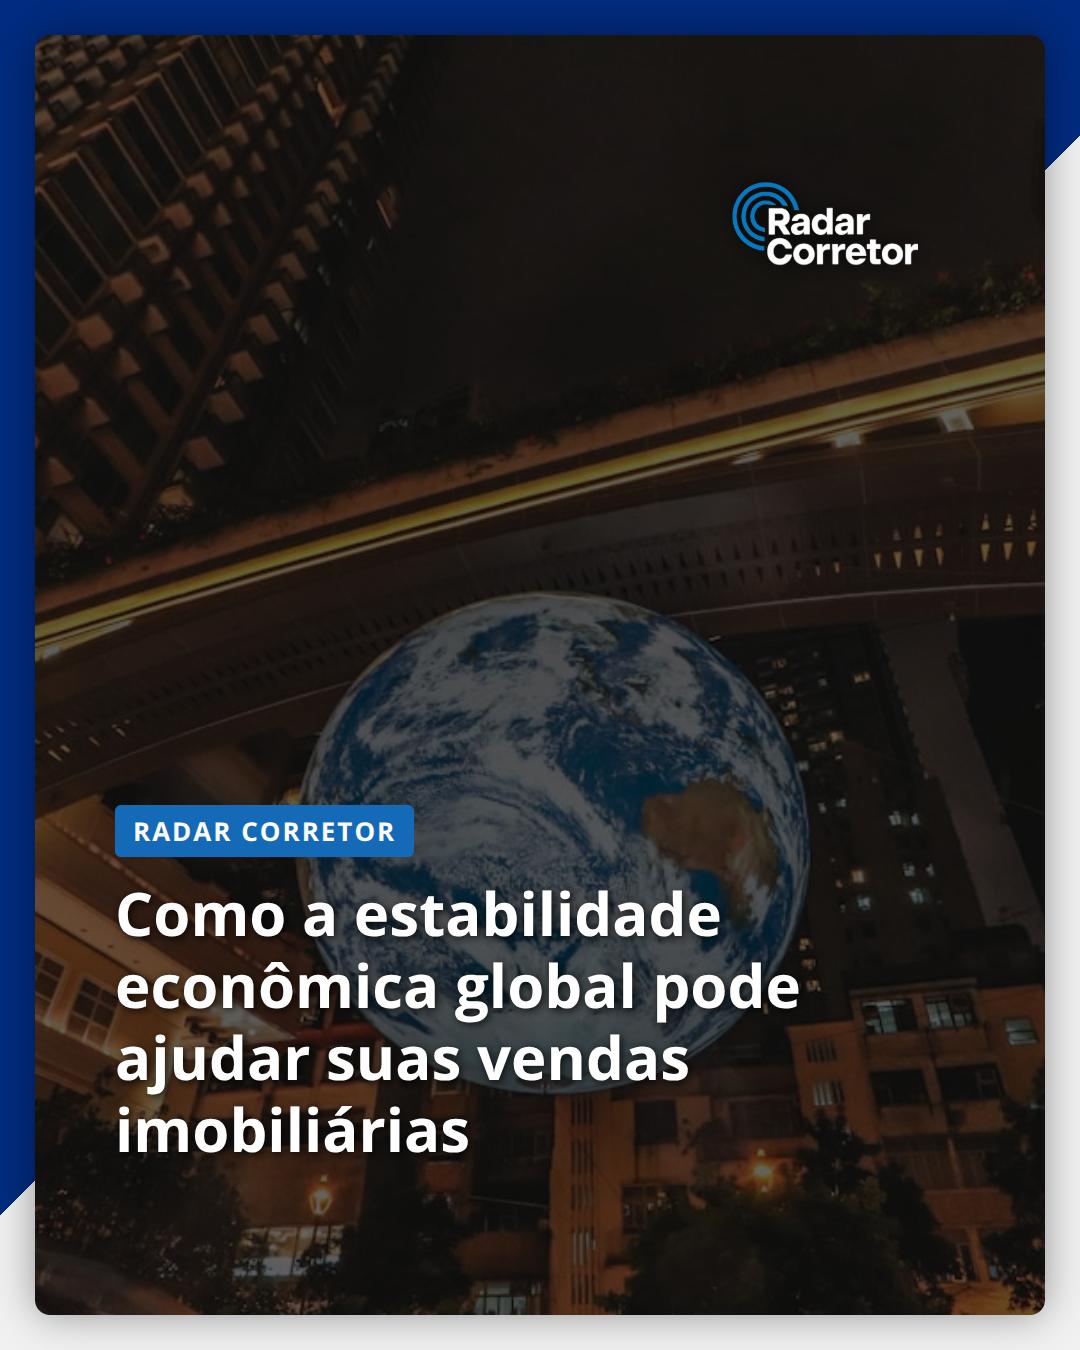 Radar
Corretor
RADAR CORRETOR
Como a estabilidade
econômica global pode
ajudar suas vendas
imobiliárias